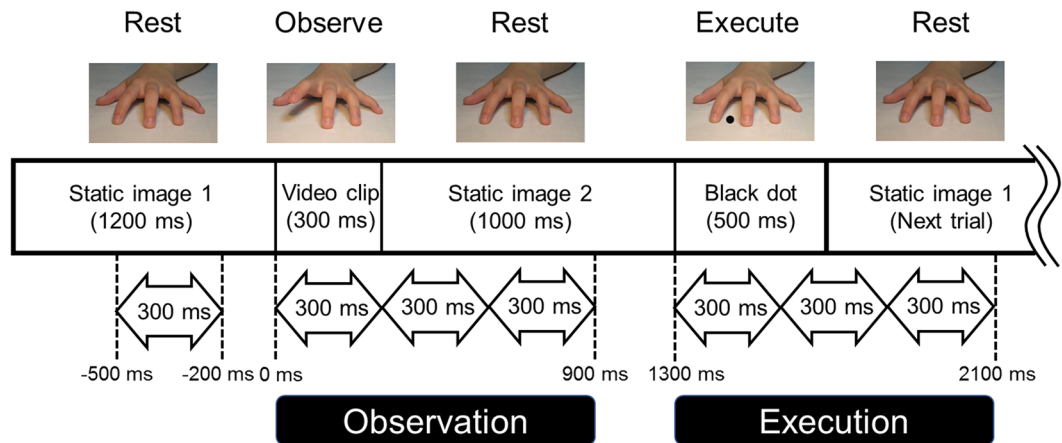 Rest Observe Rest Execute Rest
Static image 1 Video clip Static image 2 Black dot Static image 1
(1200 ms) (300 ms) (1000 ms) (500 ms) (Next trial)
300 ms 300 ms 300 ms 300 ms 300 ms 300 ms 300 ms
-500 ms -200 ms 0 ms 900 ms 1300 ms 2100 ms
Observation Execution